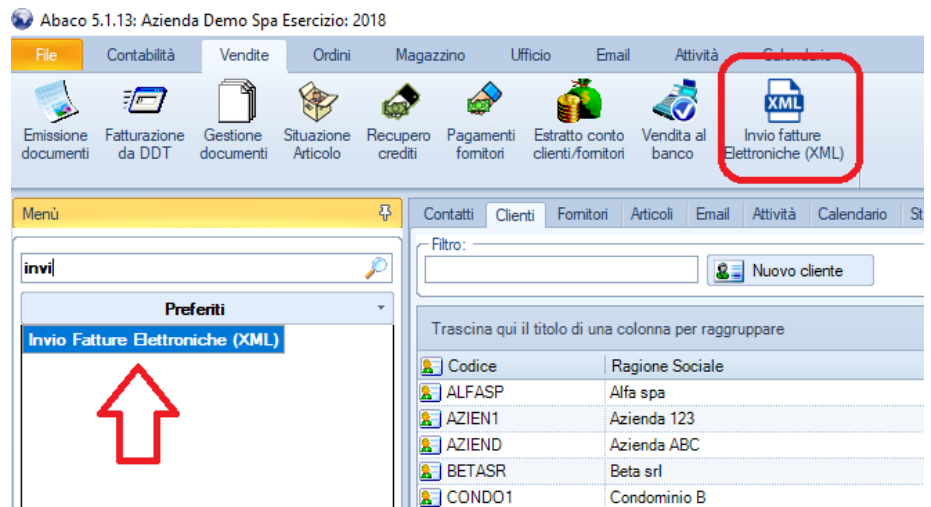 Abaco 5.1.13: Azienda Demo Spa Esercizio: 2018
File Contabilità Vendite Ordini Magazzino Ufficio Email Attività Calendario
Emissione documenti
Fatturazione da DDT
Gestione documenti
Situazione Articolo
Recupero crediti
Pagamenti fornitori
Estratto conto clienti/fornitori
Vendita al banco
XML
Invio fatture Elettroniche (XML)
Menù
invi
Preferiti
Invio Fatture Elettroniche (XML)
Contatti Clienti Fornitori Articoli Email Attività Calendario St
Filtro:
Nuovo cliente
Trascina qui il titolo di una colonna per raggruppare
Codice Ragione Sociale
ALFASP Alfa spa
AZIEN1 Azienda 123
AZIEND Azienda ABC
BETASR Beta srl
CONDO1 Condominio B